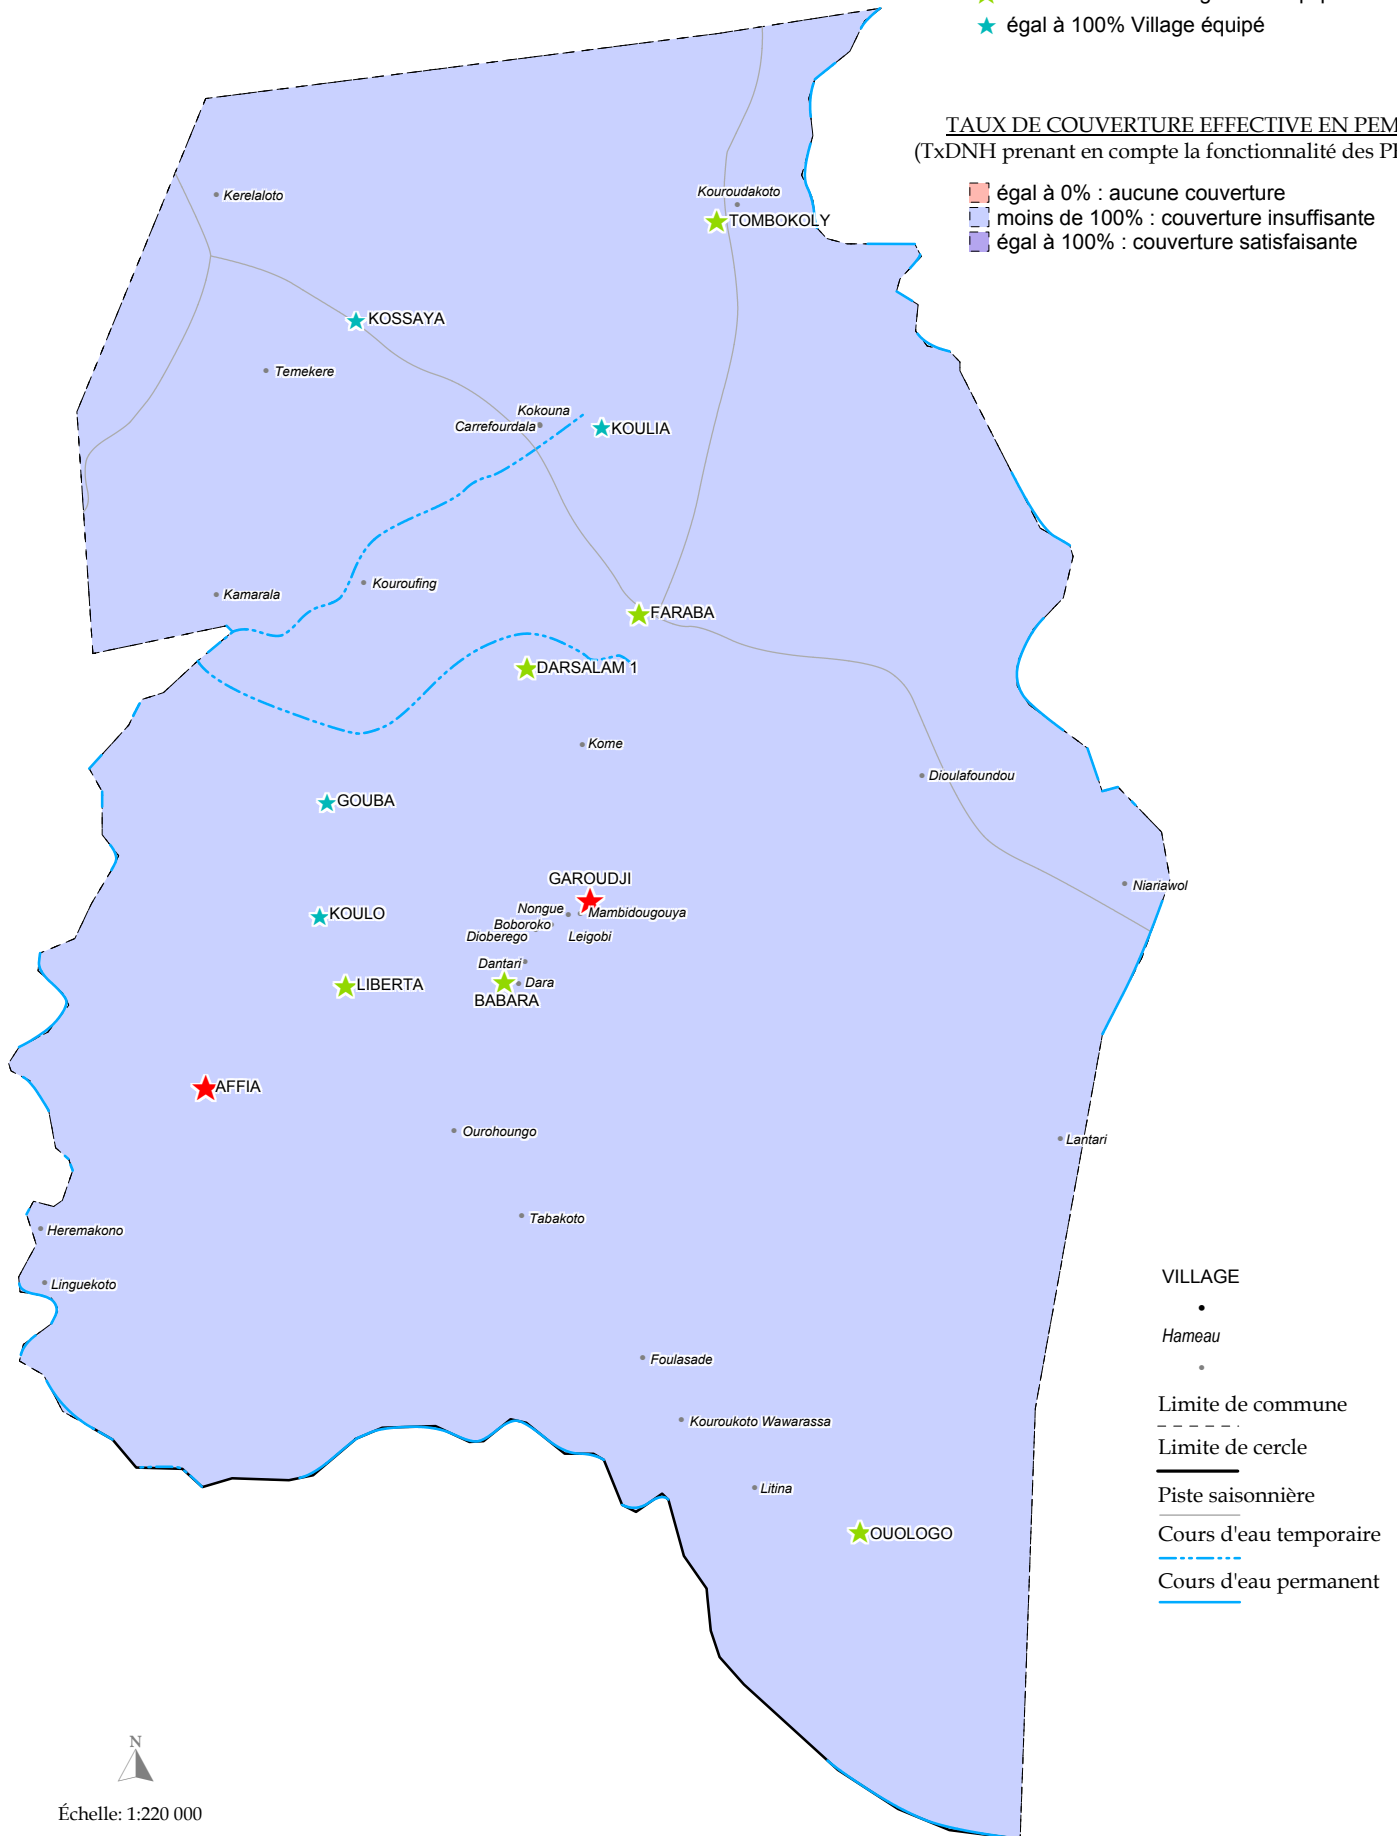 égal à 100% Village équipé
TAUX DE COUVERTURE EFFECTIVE EN PEM
(TxDNH prenant en compte la fonctionnalité des
égal à 0% : aucune couverture
moins de 100% : couverture insuffisante
égal à 100% : couverture satisfaisante
Kerelaloto
Kouroudakoto
TOMBOKOLY
KOSSAYA
Temekere
Kokouna
Carrefourdala
KOULIA
Kouroufing
Kamarala
FARABA
DARSALAM 1
Kome
Dioulafoundou
GOUBA
GAROUDJI
Niariawol
Nongue
Mambidougouya
KOULO
Boboroko
Dioberego
Leigobi
Dantari
LIBERTA
Dara
BABARA
AFFIA
Ourohoungo
Lantari
Tabakoto
Heremakono
Linguekoto
VILLAGE
Hameau
Foulasade
Limite de commune
Kouroukoto Wawarassa
Limite de cercle
Litina
Piste saisonnière
OUOLOGO
Cours d'eau temporaire
Cours d'eau permanent
N
Échelle: 1:220 000